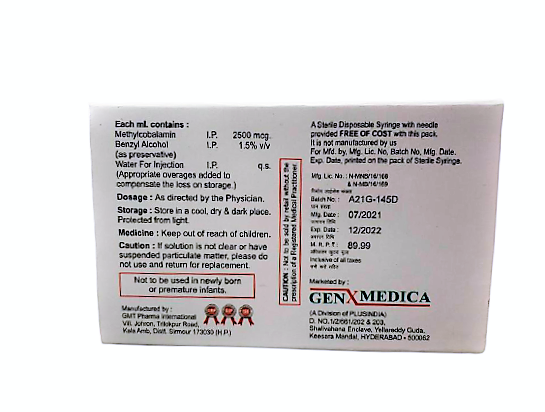 Each ml. contains :
Methylcobalamin I.P. 2500 mcg.
Benzyl Alcohol I.P. 1.5% v/v
(as preservative)
Water For Injection I.P. q.s.
(Appropriate overages added to
compensate the loss on storage.)
Dosage : As directed by the Physician.
Storage : Store in a cool, dry & dark place.
Protected from light.
Medicine : Keep out of reach of children.
Caution : If solution is not clear or have
suspended particulate matter, please do
not use and return for replacement.
Not to be used in newly born
or premature infants.
Manufactured by :
GMT Pharma International
Vill. Johron, Trilokpur Road,
Kala Amb, Distt. Sirmour 173030 (H.P.)
CAUTION : Not to be sold by retail without the
prescription of a Registered Medical Practitioner.
A Sterile Disposable Syringe with needle
provided FREE OF COST with this pack.
It is not manufactured by us
For Mfd. by, Mfg. Lic. No, Batch No, Mfg. Date.
Exp. Date, printed on the pack of Sterile Syringe.
Mfg. Lic. No. : N-MNB/16/168
& N-MB/16/169
Batch No. : A21G-145D
Mfg. Date : 07/2021
Exp. Date : 12/2022
M. R. P. ₹ : 89.99
Inclusive of all taxes
Marketed by :
GENXMEDICA
(A Division of PLUSINDIA)
D. NO.1/2/661/202 & 203,
Shalivahana Enclave, Yellareddy Guda,
Keesara Mandal, HYDERABAD - 500062